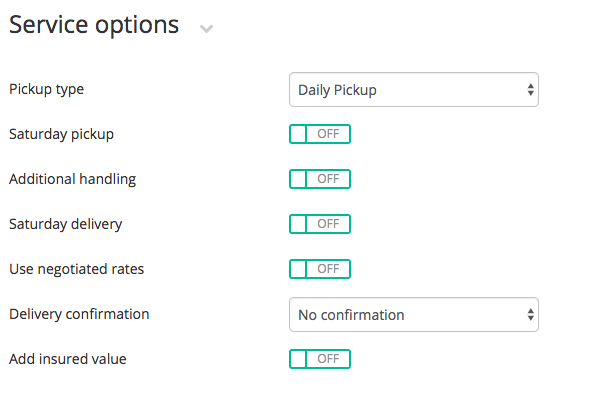 Service options
Pickup type Daily Pickup
Saturday pickup OFF
Additional handling OFF
Saturday delivery OFF
Use negotiated rates OFF
Delivery confirmation No confirmation
Add insured value OFF